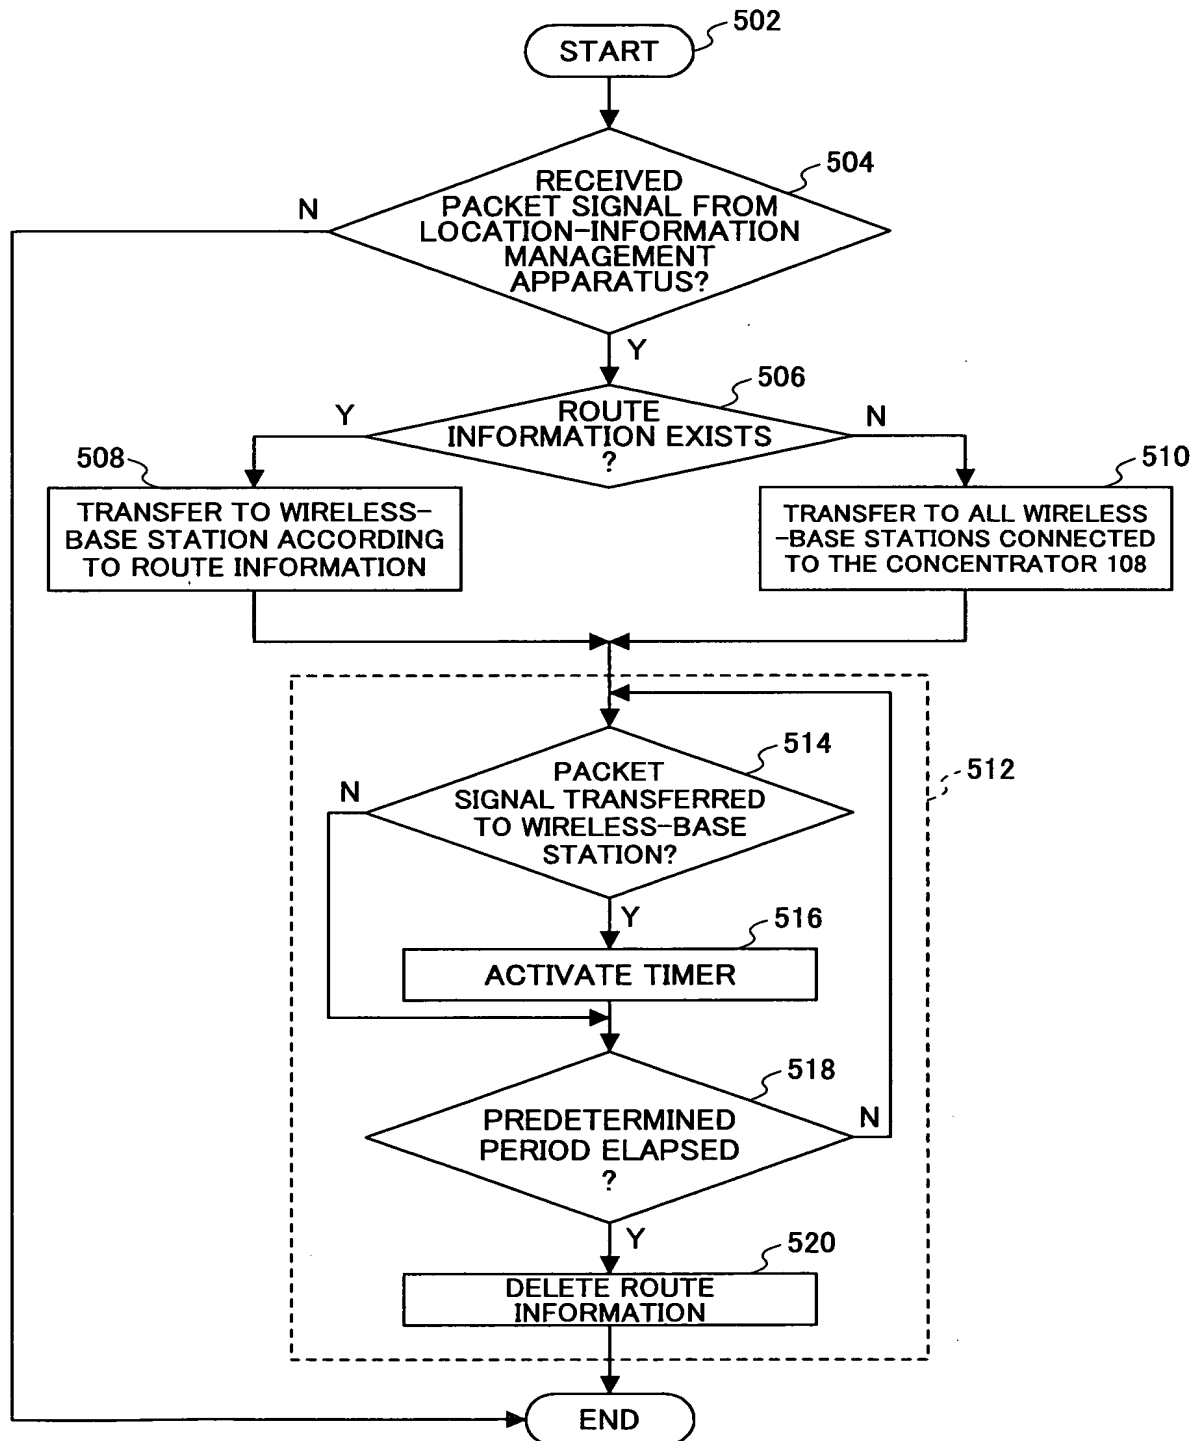 502
START
504
RECEIVED
PACKET SIGNAL FROM
LOCATION-INFORMATION
MANAGEMENT
APPARATUS?
N
Y
506
ROUTE
INFORMATION EXISTS
?
Y
N
508
TRANSFER TO WIRELESS-
BASE STATION ACCORDING
TO ROUTE INFORMATION
510
TRANSFER TO ALL WIRELESS
-BASE STATIONS CONNECTED
TO THE CONCENTRATOR 108
512
514
PACKET
SIGNAL TRANSFERRED
TO WIRELESS-BASE
STATION?
N
Y
516
ACTIVATE TIMER
518
PREDETERMINED
PERIOD ELAPSED
?
N
Y
520
DELETE ROUTE
INFORMATION
END